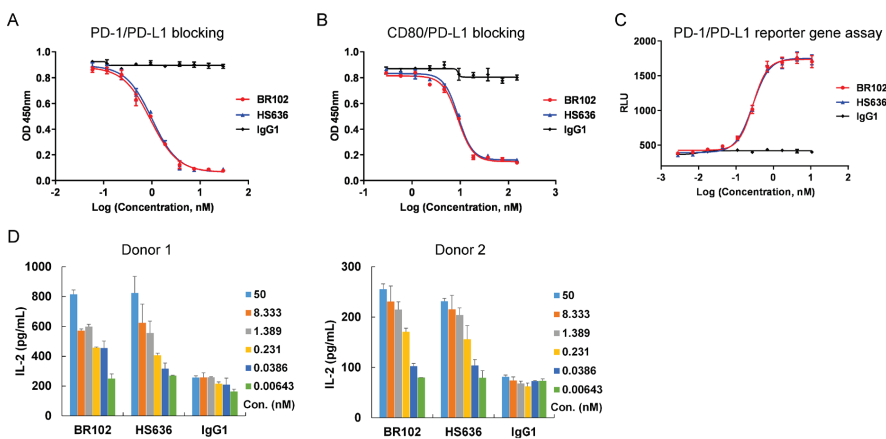 A
PD-1/PD-L1 blocking
OD 450nm
1.0
0.8
0.6
0.4
0.2
0.0
-2
-1
0
1
2
Log (Concentration, nM)
BR102
HS636
IgG1
B
CD80/PD-L1 blocking
OD 450nm
1.0
0.8
0.6
0.4
0.2
0.0
-1
0
1
2
3
Log (Concentration, nM)
BR102
HS636
IgG1
C
PD-1/PD-L1 reporter gene assay
RLU
2000
1500
1000
500
-3
-2
-1
0
1
2
Log (Concentration, nM)
BR102
HS636
IgG1
D
Donor 1
IL-2 (pg/mL)
1000
800
600
400
200
0
BR102
HS636
IgG1
50
8.333
1.389
0.231
0.0386
0.00643
Con. (nM)
Donor 2
IL-2 (pg/mL)
300
200
100
0
BR102
HS636
IgG1
50
8.333
1.389
0.231
0.0386
0.00643
Con. (nM)